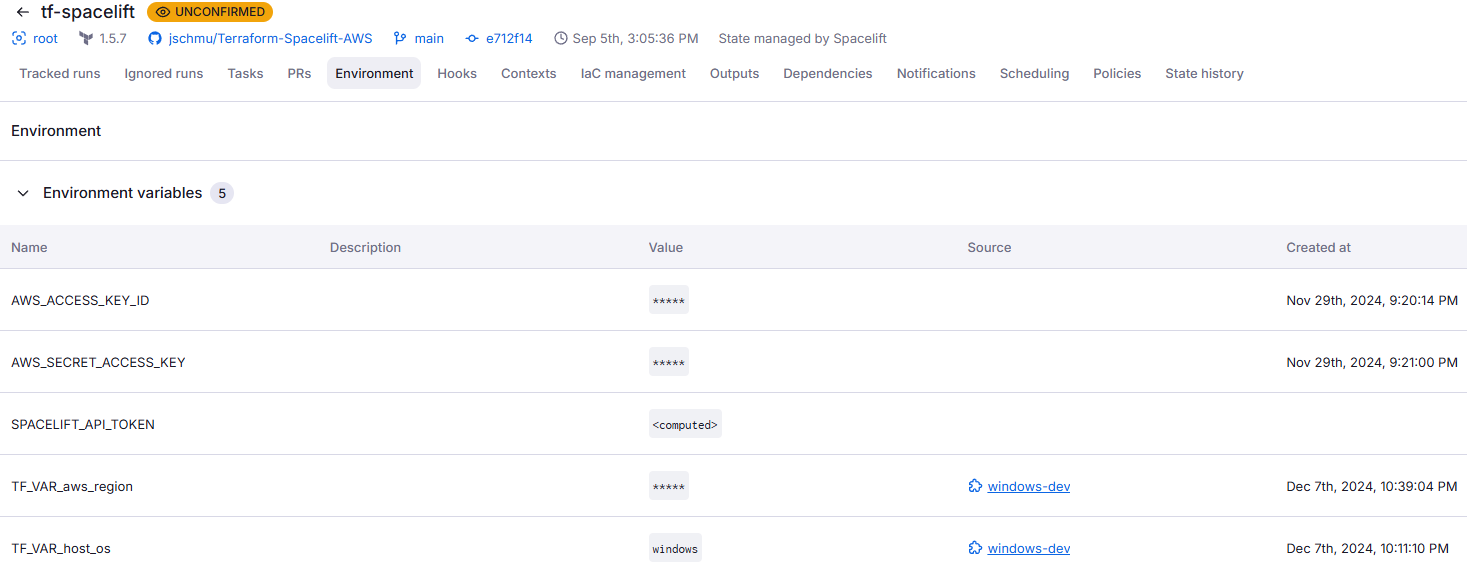 tf-spacelift UNCONFIRMED
root 1.5.7 jschmu/Terraform-Spacelift-AWS main e712f14 Sep 5th, 3:05:36 PM State managed by Spacelift
Tracked runs Ignored runs Tasks PRs Environment Hooks Contexts IaC management Outputs Dependencies Notifications Scheduling Policies State history
Environment
Environment variables 5
Name Description Value Source Created at
AWS_ACCESS_KEY_ID ***** Nov 29th, 2024, 9:20:14 PM
AWS_SECRET_ACCESS_KEY ***** Nov 29th, 2024, 9:21:00 PM
SPACELIFT_API_TOKEN <computed>
TF_VAR_aws_region ***** windows-dev Dec 7th, 2024, 10:39:04 PM
TF_VAR_host_os windows windows-dev Dec 7th, 2024, 10:11:10 PM